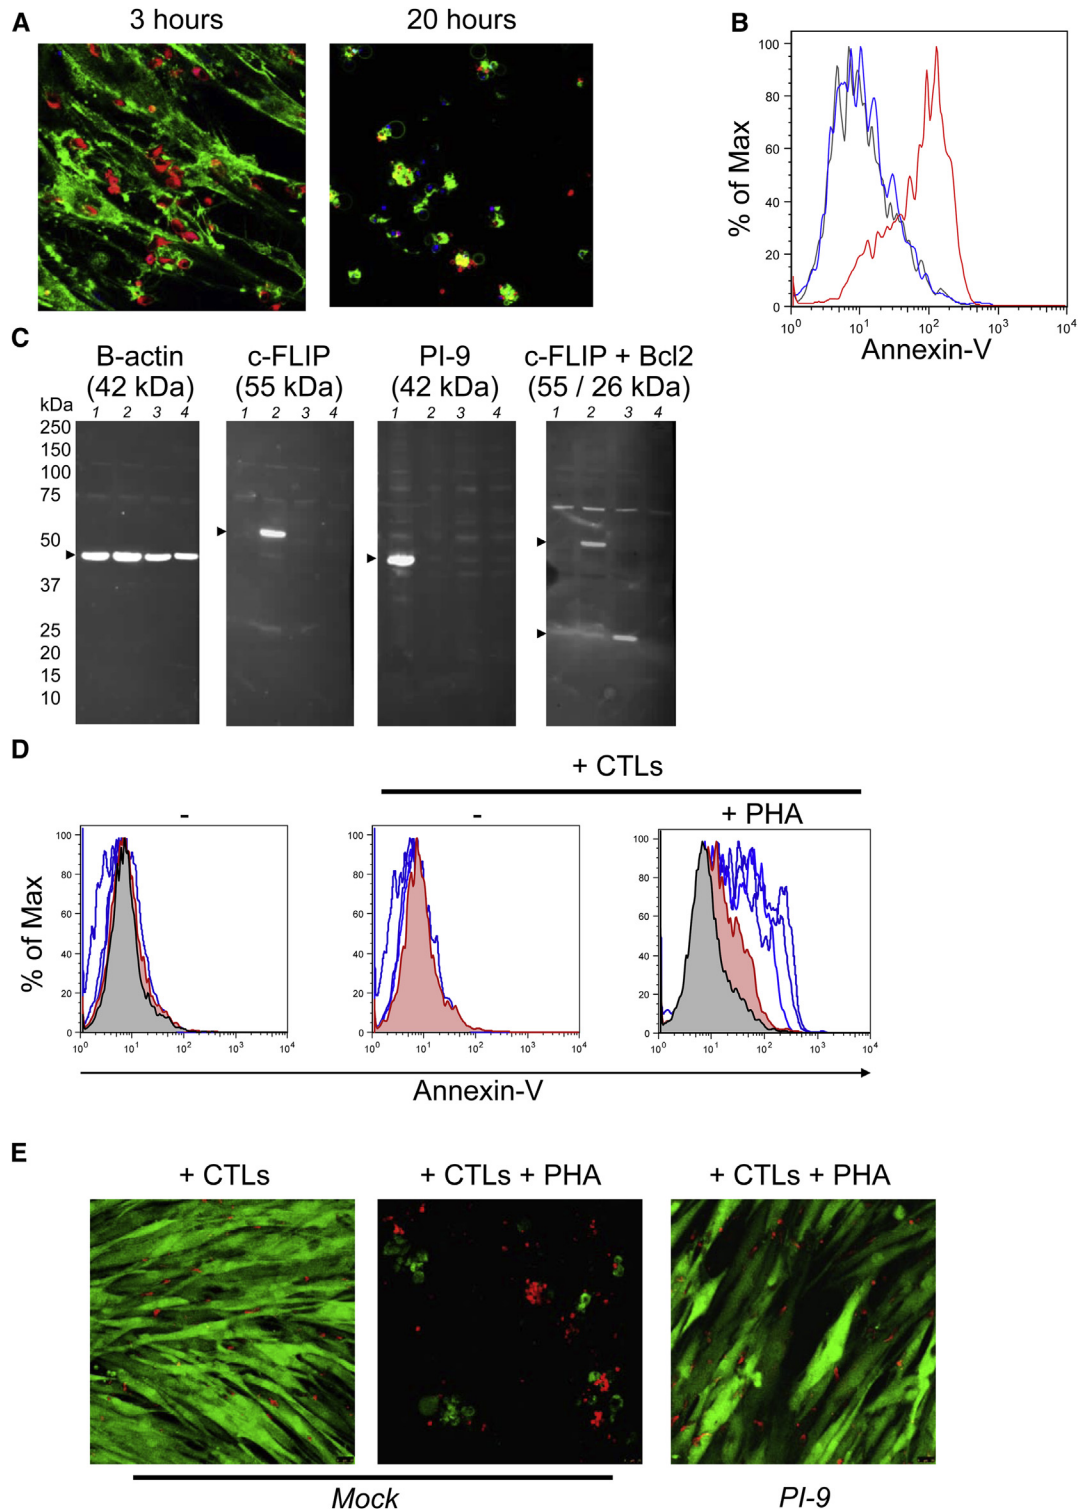 A
3 hours
20 hours
B
100
80
60
40
20
0
% of Max
10^0 10^1 10^2 10^3 10^4
Annexin-V
C
B-actin
(42 kDa)
c-FLIP
(55 kDa)
PI-9
(42 kDa)
c-FLIP + Bcl2
(55 / 26 kDa)
kDa
1 2 3 4
1 2 3 4
1 2 3 4
1 2 3 4
250
150
100
75
50
37
25
20
15
10
D
+ CTLs
-
-
+ PHA
% of Max
100
80
60
40
20
0
10^0 10^1 10^2 10^3 10^4
100
80
60
40
20
0
10^0 10^1 10^2 10^3 10^4
100
80
60
40
20
0
10^0 10^1 10^2 10^3 10^4
Annexin-V
E
+ CTLs
+ CTLs + PHA
+ CTLs + PHA
Mock
PI-9